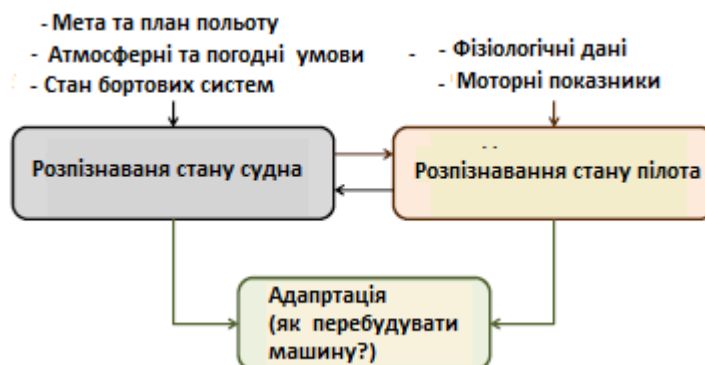 - Мета та план польоту
- Атмосферні та погодні умови
- Стан бортових систем
- Фізіологічні дані
- Моторні показники
Розпізнаваня стану судна
Розпізнавання стану пілота
Адапртація
(як перебудувати
машину?)